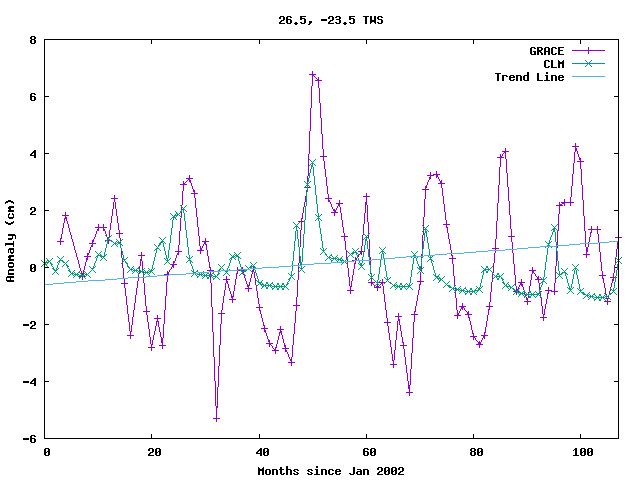 26.5, -23.5 TWS
GRACE
CLM
Trend Line
Anomaly (cm)
8
6
4
2
0
-2
-4
-6
0 20 40 60 80 100
Months since Jan 2002